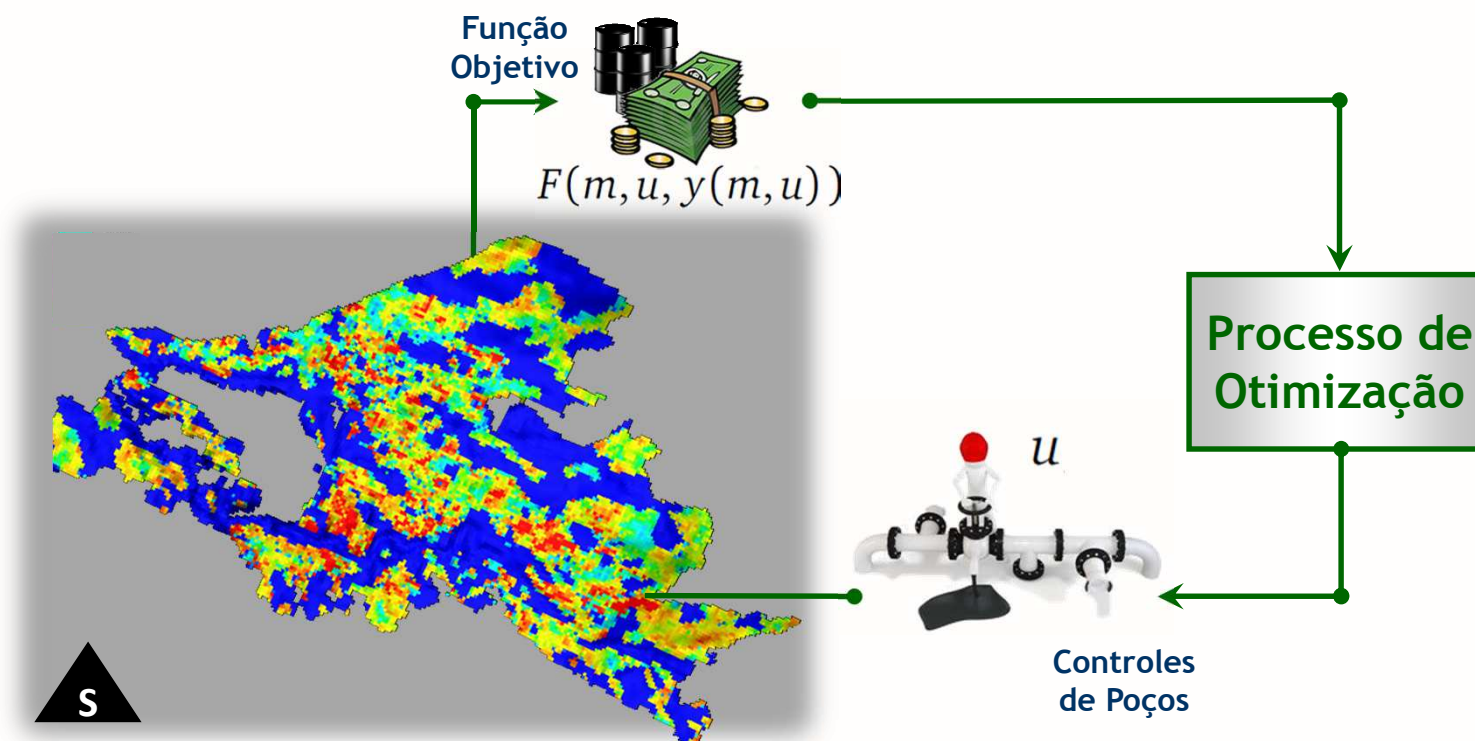 Função
Objetivo
F(m, u, y(m, u))
Processo de
Otimização
u
Controles
de Poços
S